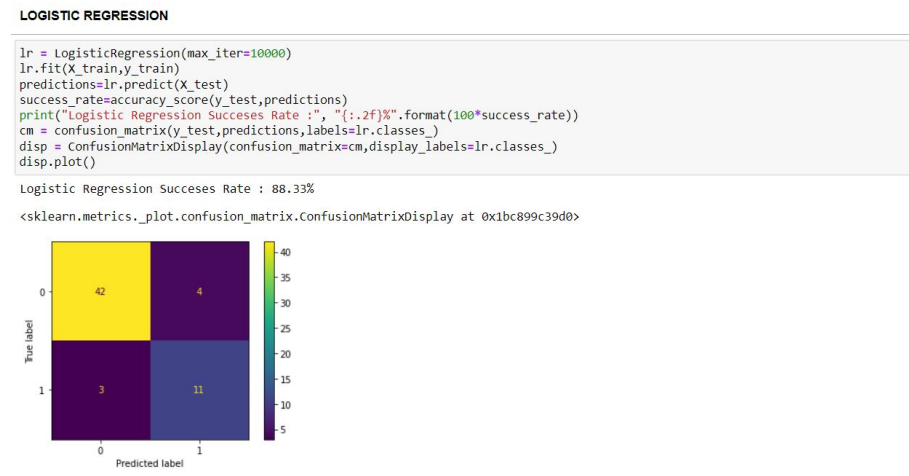 LOGISTIC REGRESSION
lr = LogisticRegression(max_iter=10000)
lr.fit(X_train,y_train)
predictions=lr.predict(X_test)
success_rate=accuracy_score(y_test,predictions)
print("Logistic Regression Succeses Rate :", "{:.2f}%".format(100*success_rate))
cm = confusion_matrix(y_test,predictions,labels=lr.classes_)
disp = ConfusionMatrixDisplay(confusion_matrix=cm,display_labels=lr.classes_)
disp.plot()
Logistic Regression Succeses Rate : 88.33%
<sklearn.metrics._plot.confusion_matrix.ConfusionMatrixDisplay at 0x1bc899c39d0>
40
35
0 42 4
30
True label
25
20
15
1 3 11
10
5
0 1
Predicted label